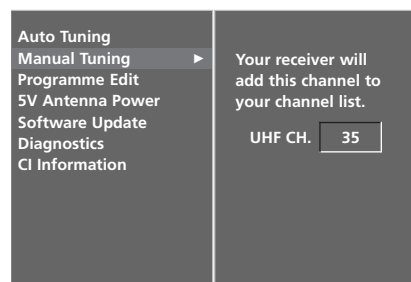 Auto Tuning
Manual Tuning ►
Programme Edit
5V Antenna Power
Software Update
Diagnostics
CI Information
Your receiver will
add this channel to
your channel list.
UHF CH. 35